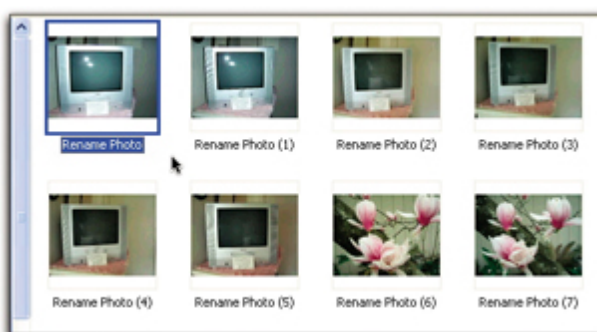 Rename Photo
Rename Photo (1)
Rename Photo (2)
Rename Photo (3)
Rename Photo (4)
Rename Photo (5)
Rename Photo (6)
Rename Photo (7)